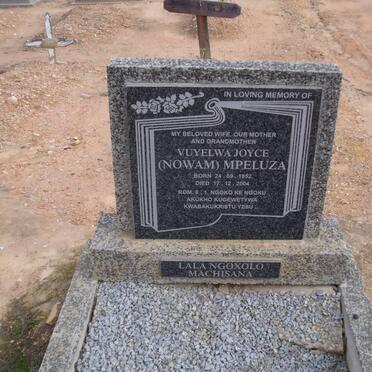 IN LOVING MEMORY OF
MY BELOVED WIFE, OUR MOTHER
AND GRANDMOTHER
VUYELWA JOYCE
(NOWAM) MPELUZA
BORN 24 . 09 . 1952
DIED 17 . 12 . 2004
ROM. 8 : 1, NGOKO KE NGOKU
AKUKHO KUGWETYWA
KWABAKUKRISTU YESU ...
LALA NGOXOLO
MACHISANA